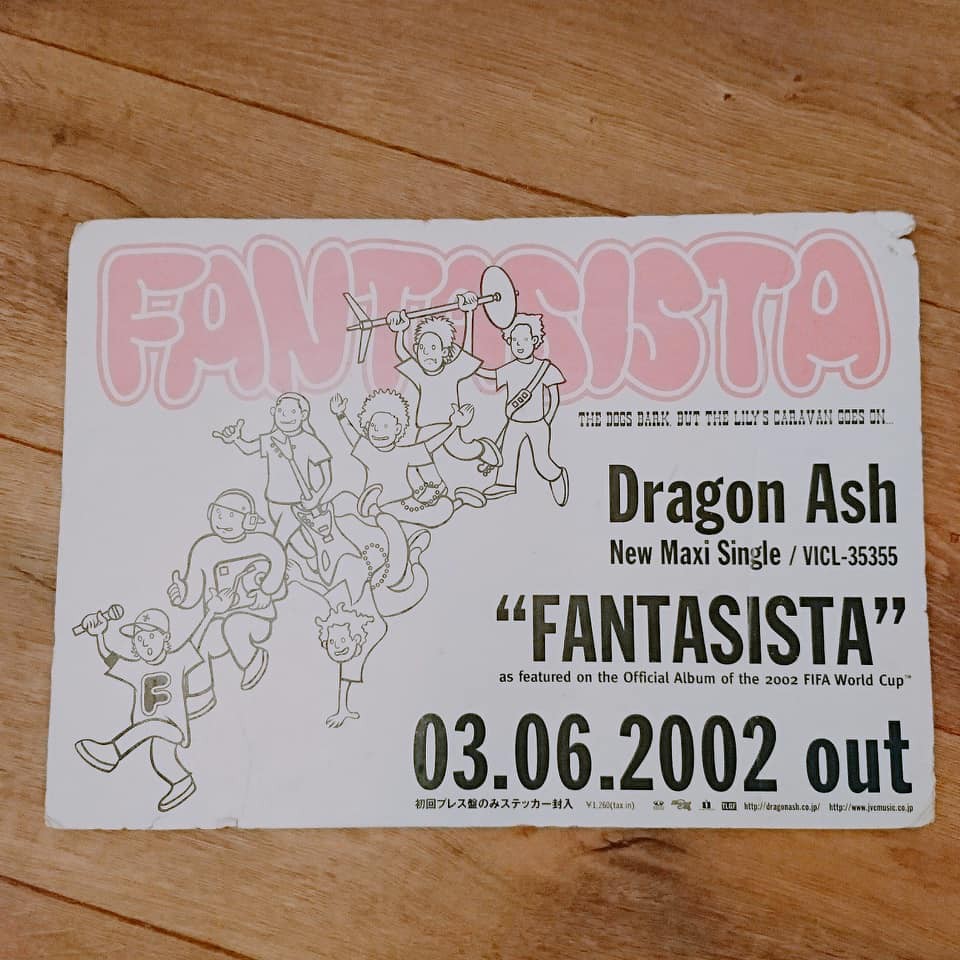 FANTASISTA
THE DOGS BARK, BUT THE LILY'S CARAVAN GOES ON...
Dragon Ash
New Maxi Single / VICL-35355
"FANTASISTA"
as featured on the Official Album of the 2002 FIFA World Cup™
F
03.06.2002 out
初回プレス盤のみステッカー封入 ¥1,260(tax in) http://dragonash.co.jp/ http://www.jvcmusic.co.jp